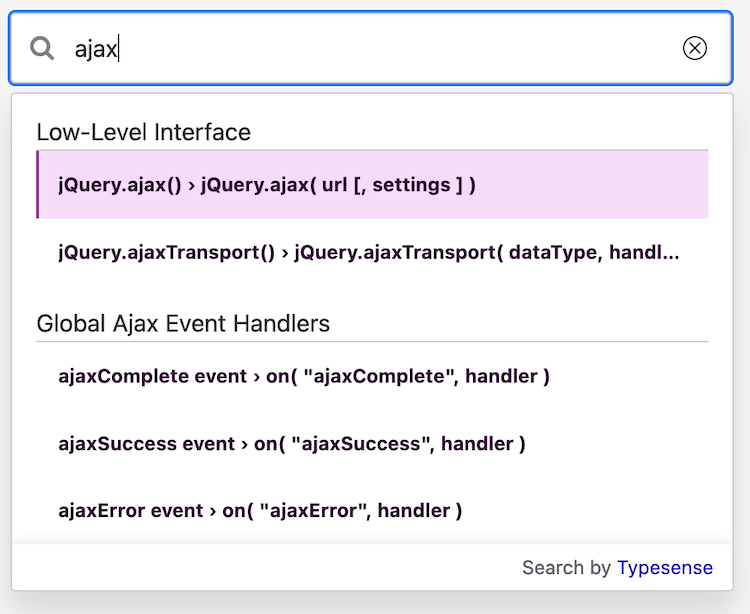 ajax
Low-Level Interface
jQuery.ajax() › jQuery.ajax( url [, settings ] )
jQuery.ajaxTransport() › jQuery.ajaxTransport( dataType, handl...
Global Ajax Event Handlers
ajaxComplete event › on( "ajaxComplete", handler )
ajaxSuccess event › on( "ajaxSuccess", handler )
ajaxError event › on( "ajaxError", handler )
Search by Typesense